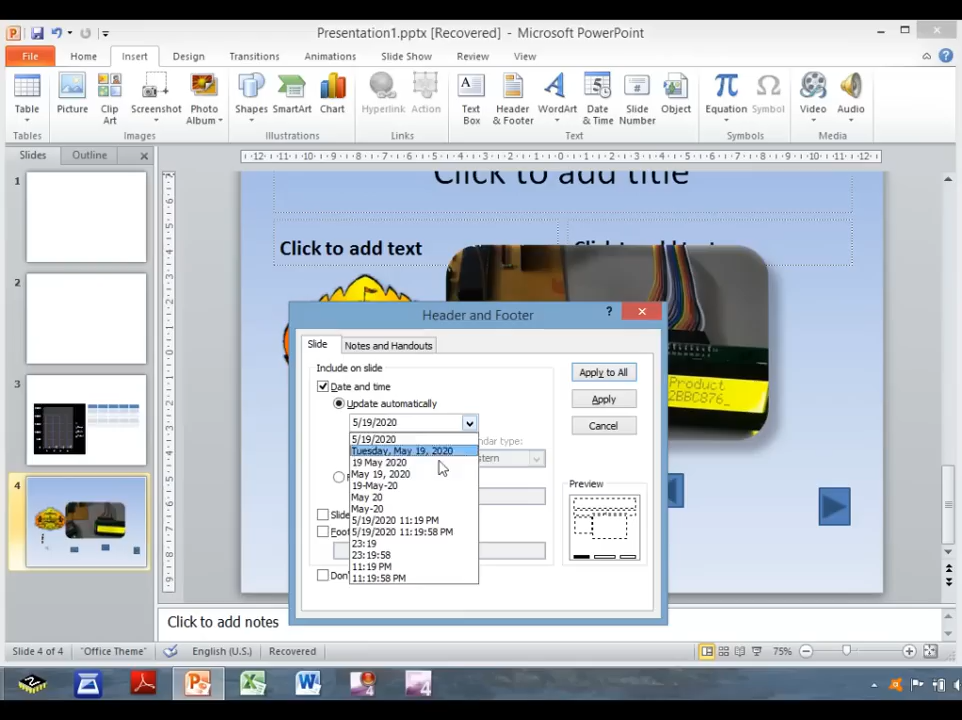 Presentation1.pptx [Recovered] - Microsoft PowerPoint
File Home Insert Design Transitions Animations Slide Show Review View
Table Picture Clip Art Screenshot Photo Album Shapes SmartArt Chart Hyperlink Action Text Box Header & Footer WordArt Date & Time Slide Number Object Equation Symbol Video Audio
Tables Images Illustrations Links Text Symbols Media
Slides Outline
1
2
3
4
Click to add title
Click to add text
Product
2BBC876_
Header and Footer
Slide Notes and Handouts
Include on slide
Date and time
Update automatically
5/19/2020
5/19/2020
Tuesday, May 19, 2020
19 May 2020
May 19, 2020
19-May-20
May 20
May-20
5/19/2020 11:19 PM
5/19/2020 11:19:58 PM
23:19
23:19:58
11:19 PM
11:19:58 PM
Apply to All
Apply
Cancel
Preview
Click to add notes
Slide 4 of 4 "Office Theme" English (U.S.) Recovered 75%